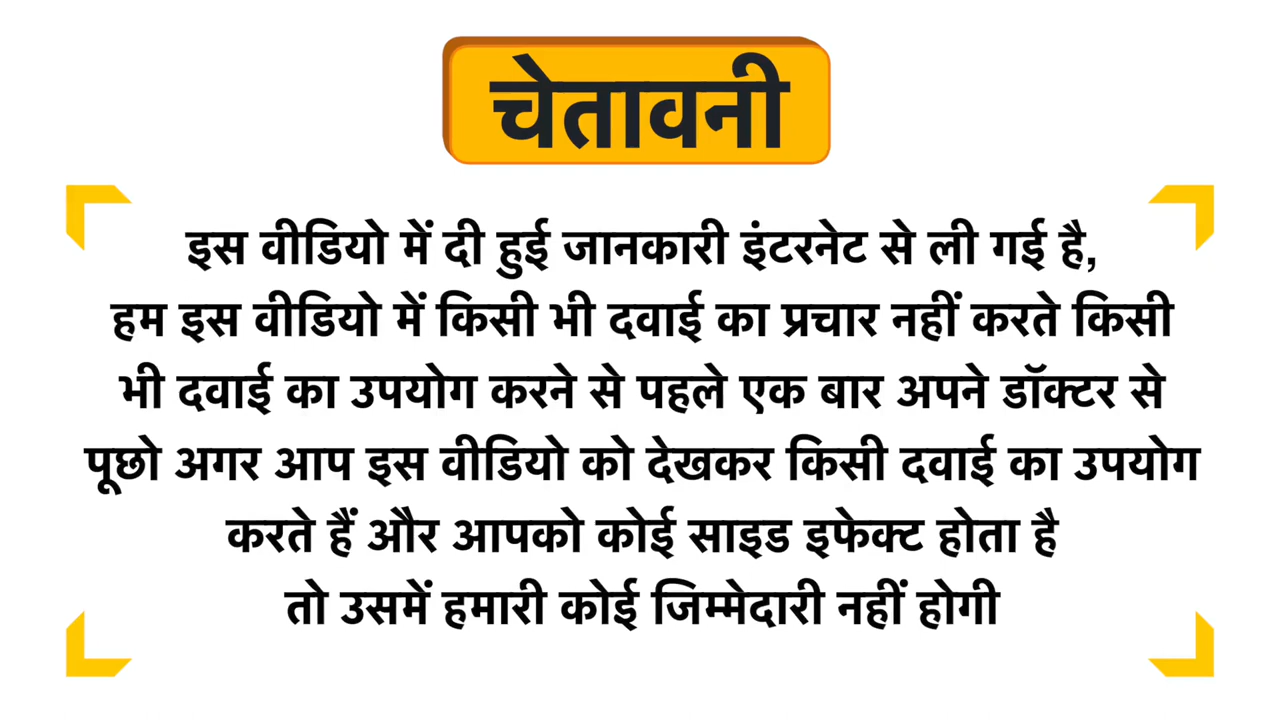 चेतावनी
इस वीडियो में दी हुई जानकारी इंटरनेट से ली गई है,
हम इस वीडियो में किसी भी दवाई का प्रचार नहीं करते किसी
भी दवाई का उपयोग करने से पहले एक बार अपने डॉक्टर से
पूछो अगर आप इस वीडियो को देखकर किसी दवाई का उपयोग
करते हैं और आपको कोई साइड इफेक्ट होता है
तो उसमें हमारी कोई जिम्मेदारी नहीं होगी